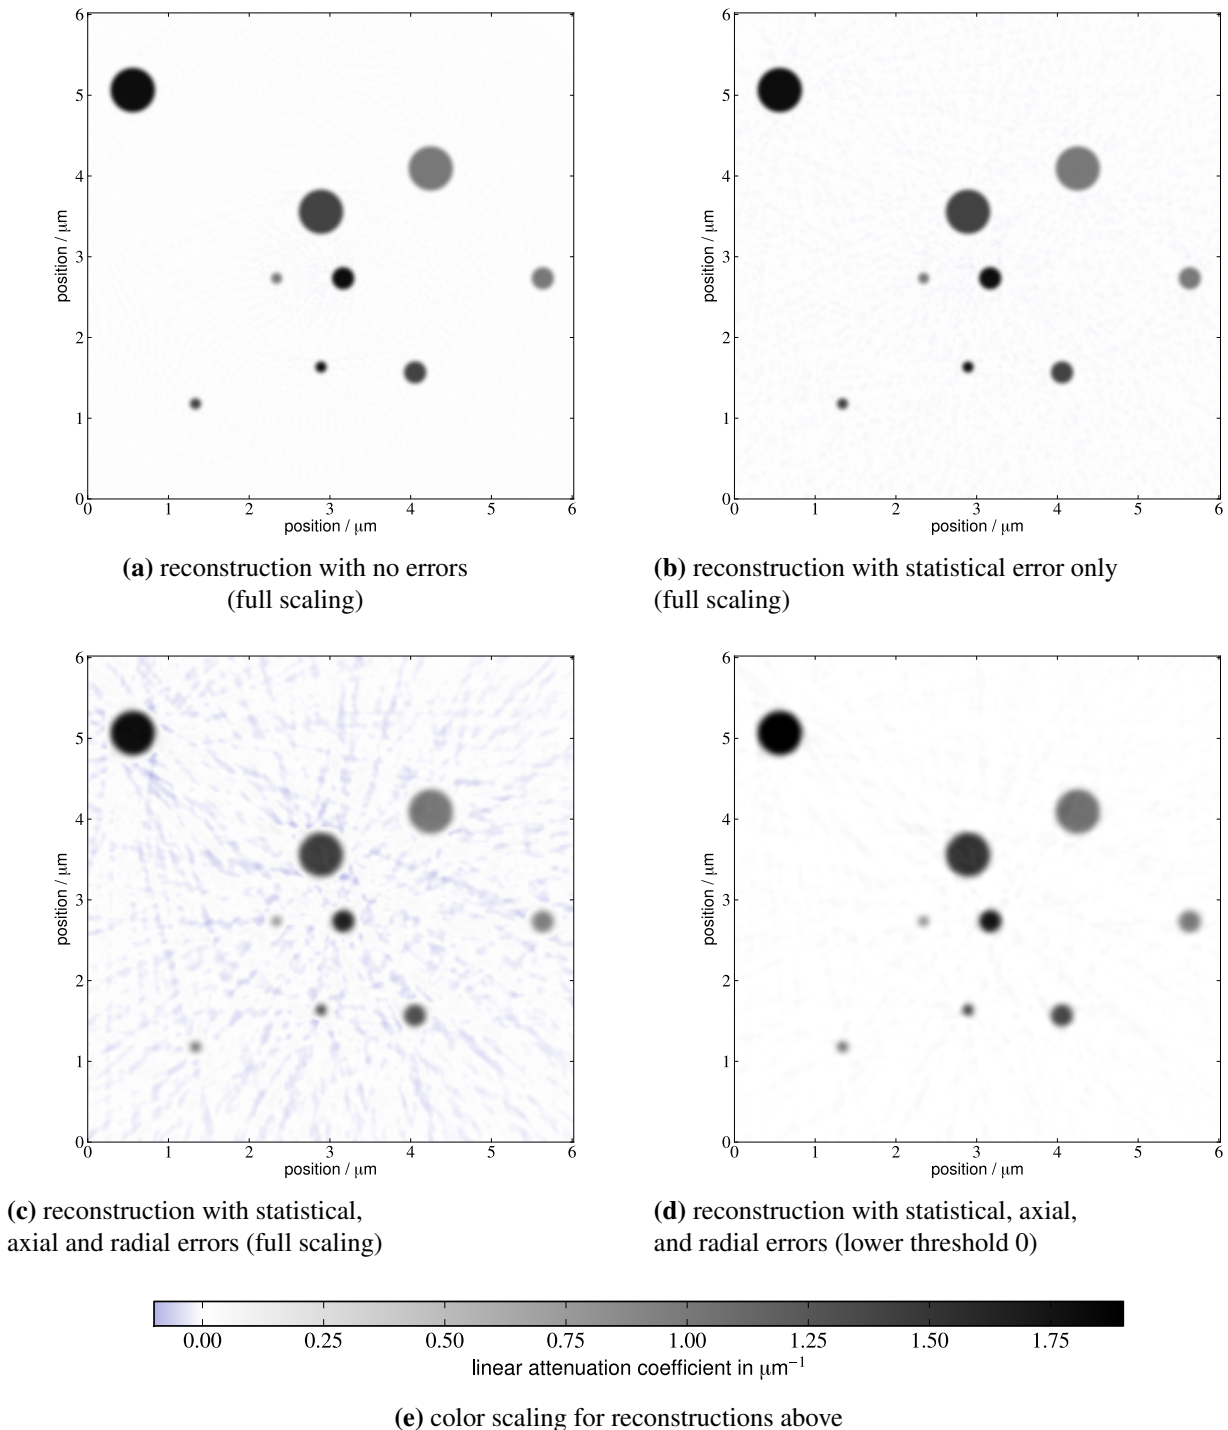 6
5
4
3
2
1
0
position / μm
0 1 2 3 4 5 6
position / μm
6
5
4
3
2
1
0
position / μm
0 1 2 3 4 5 6
position / μm
(a) reconstruction with no errors
(full scaling)
(b) reconstruction with statistical error only
(full scaling)
6
5
4
3
2
1
0
position / μm
0 1 2 3 4 5 6
position / μm
6
5
4
3
2
1
0
position / μm
0 1 2 3 4 5 6
position / μm
(c) reconstruction with statistical,
axial and radial errors (full scaling)
(d) reconstruction with statistical, axial,
and radial errors (lower threshold 0)
0.00 0.25 0.50 0.75 1.00 1.25 1.50 1.75
linear attenuation coefficient in μm⁻¹
(e) color scaling for reconstructions above